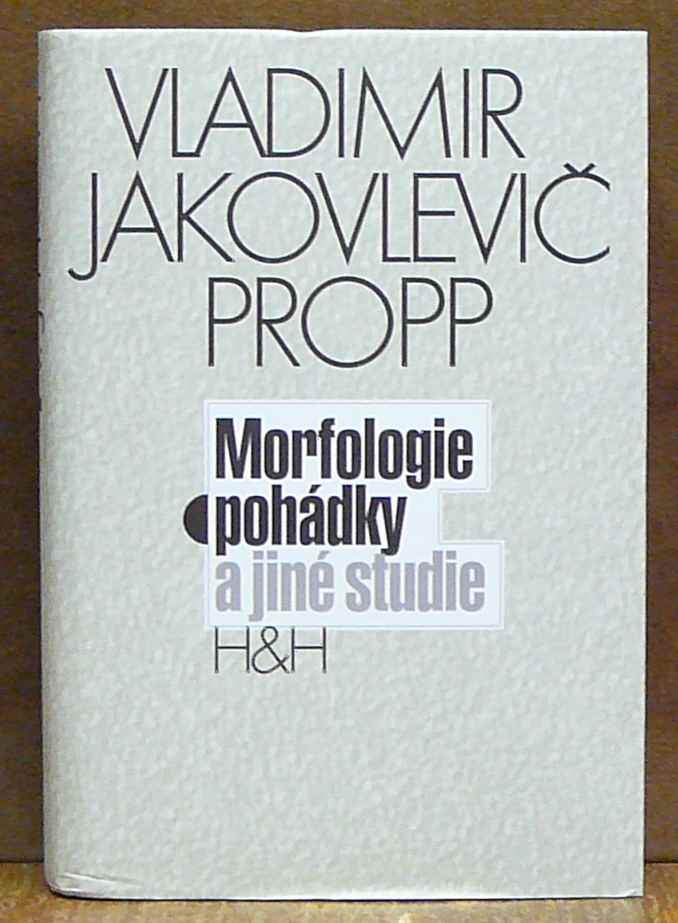 VLADIMIR
JAKOVLEVIČ
PROPP
Morfologie
pohádky
a jiné studie
H&H